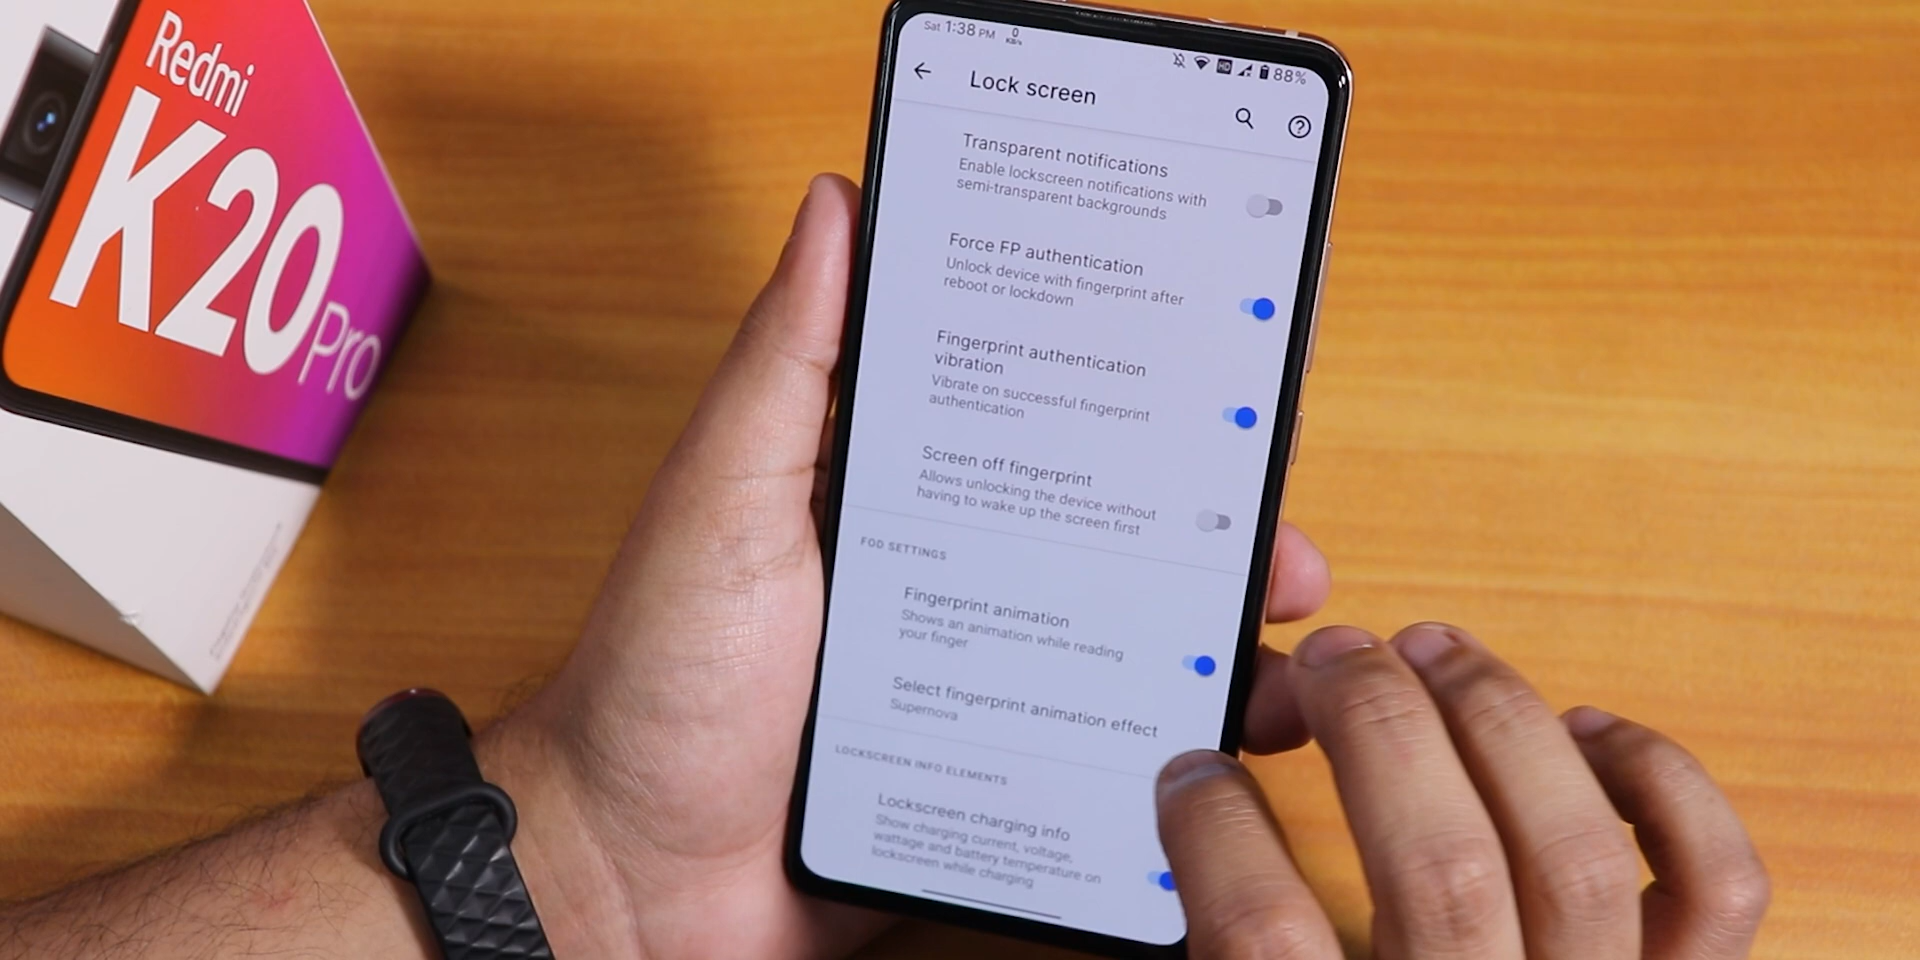 Redmi
K20 Pro
Sat 1:38 PM 0 KB/s HD 88%
Lock screen
Transparent notifications
Enable lockscreen notifications with
semi-transparent backgrounds
Force FP authentication
Unlock device with fingerprint after
reboot or lockdown
Fingerprint authentication
vibration
Vibrate on successful fingerprint
authentication
Screen off fingerprint
Allows unlocking the device without
having to wake up the screen first
FOD SETTINGS
Fingerprint animation
Shows an animation while reading
your finger
Select fingerprint animation effect
Supernova
LOCKSCREEN INFO ELEMENTS
Lockscreen charging info
Show charging current, voltage,
wattage and battery temperature on
lockscreen while charging